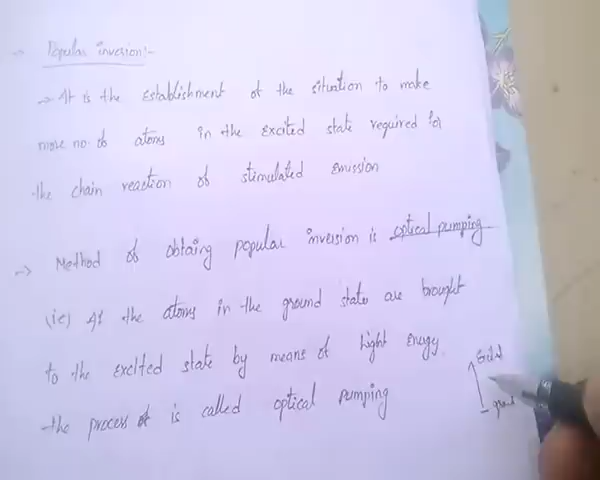 → Popular inversion:-
→ It is the establishment of the situation to make
more no. of atoms in the excited state required for
the chain reaction of stimulated emission
→ Method of obtaing popular inversion is optical pumping
(ie) If the atoms in the ground state are brought
to the excited state by means of light energy.
the process is called optical pumping